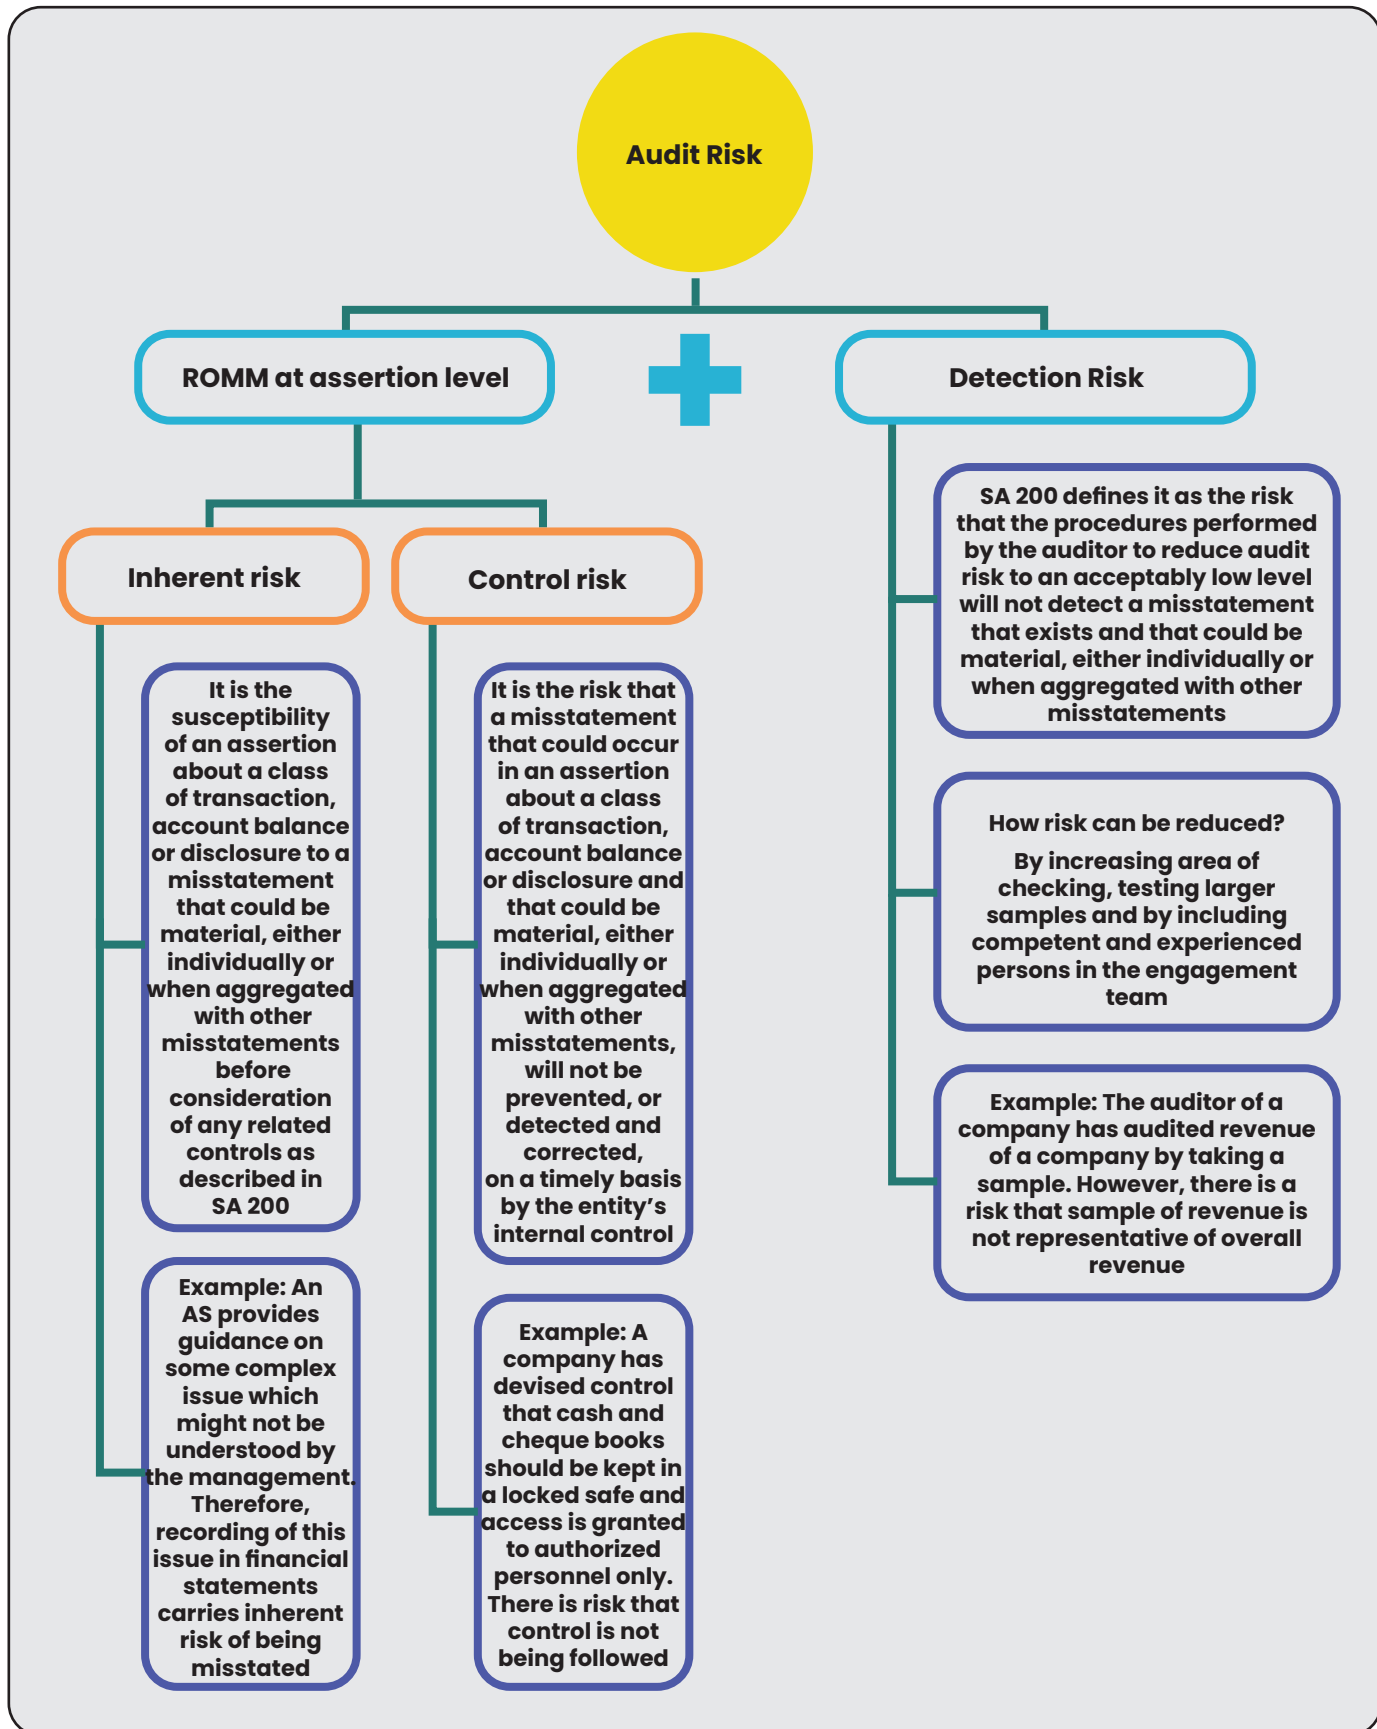 Audit Risk
ROMM at assertion level
Detection Risk
Inherent risk
Control risk
It is the
susceptibility
of an assertion
about a class
of transaction,
account balance
or disclosure to a
misstatement
that could be
material, either
individually or
when aggregated
with other
misstatements
before
consideration
of any related
controls as
described in
SA 200
Example: An
AS provides
guidance on
some complex
issue which
might not be
understood by
the management.
Therefore,
recording of this
issue in financial
statements
carries inherent
risk of being
misstated
It is the risk that
a misstatement
that could occur
in an assertion
about a class
of transaction,
account balance
or disclosure and
that could be
material, either
individually or
when aggregated
with other
misstatements,
will not be
prevented, or
detected and
corrected,
on a timely basis
by the entity’s
internal control
Example: A
company has
devised control
that cash and
cheque books
should be kept in
a locked safe and
access is granted
to authorized
personnel only.
There is risk that
control is not
being followed
SA 200 defines it as the risk
that the procedures performed
by the auditor to reduce audit
risk to an acceptably low level
will not detect a misstatement
that exists and that could be
material, either individually or
when aggregated with other
misstatements
How risk can be reduced?
By increasing area of
checking, testing larger
samples and by including
competent and experienced
persons in the engagement
team
Example: The auditor of a
company has audited revenue
of a company by taking a
sample. However, there is a
risk that sample of revenue is
not representative of overall
revenue